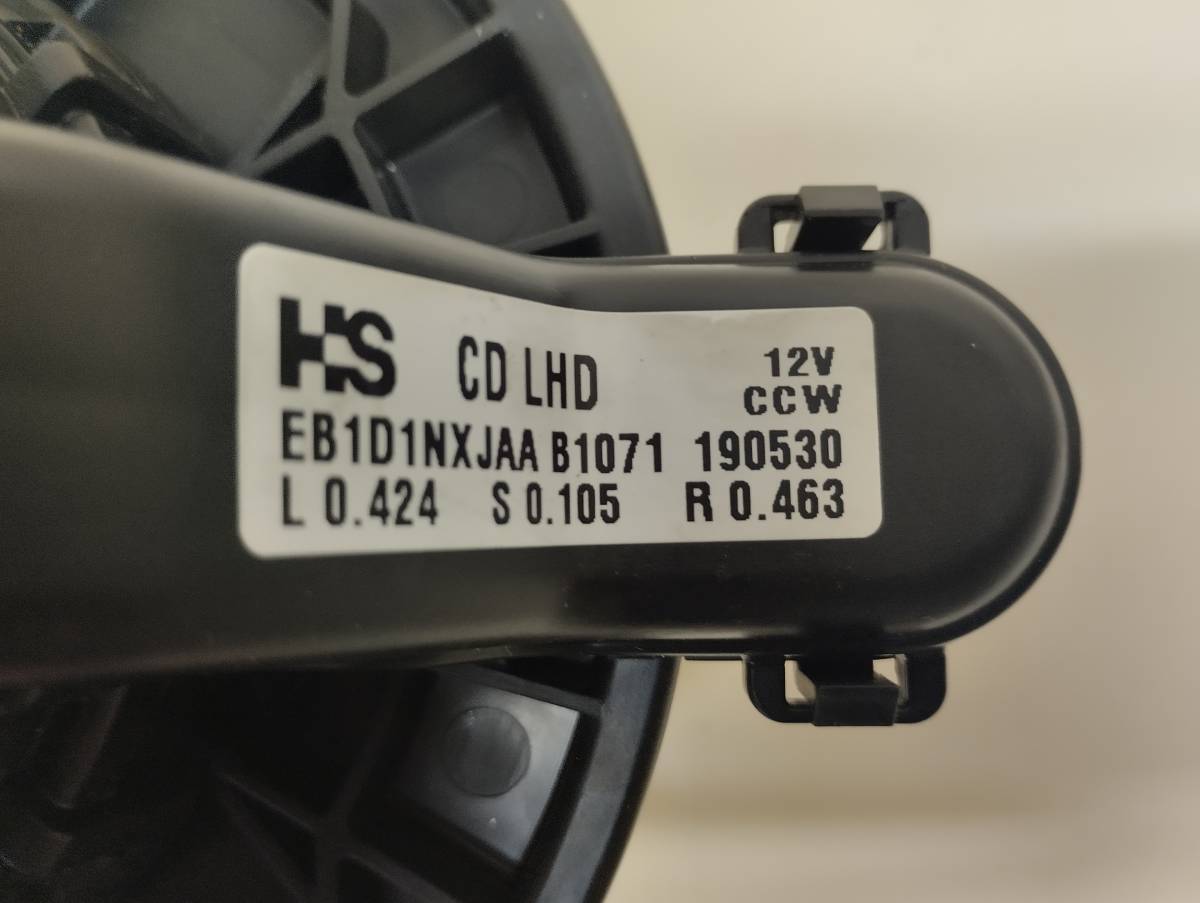 HS CD LHD 12V
CCW
EB1D1NXJAA B1071 190530
L 0.424 S 0.105 R 0.463